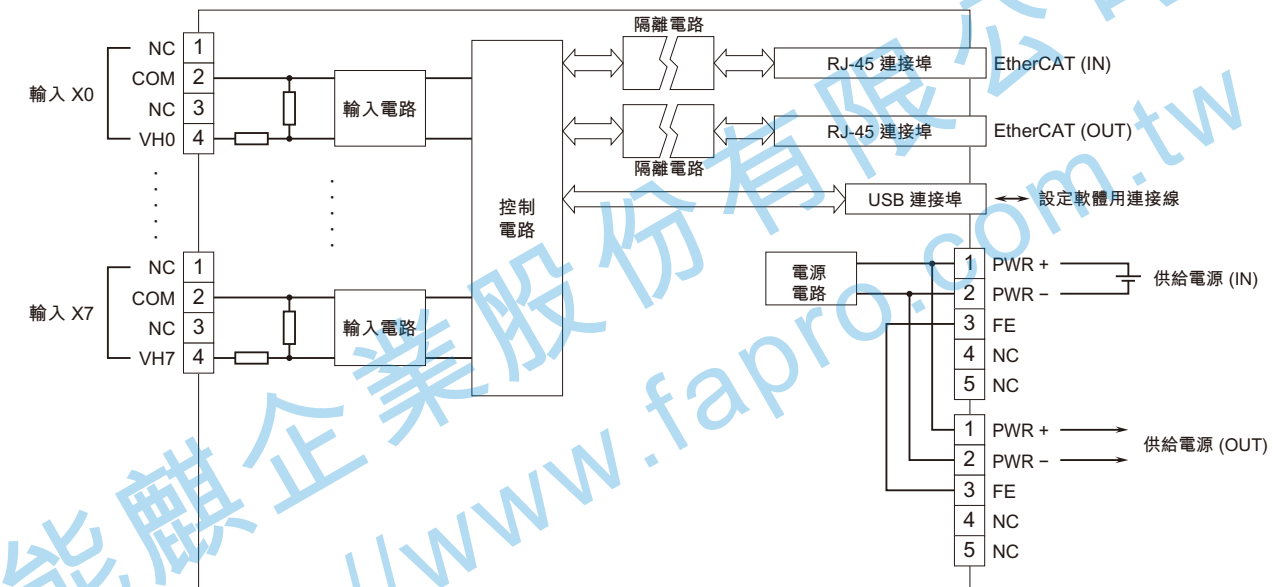 隔離電路
RJ-45 連接埠
EtherCAT (IN)
RJ-45 連接埠
EtherCAT (OUT)
隔離電路
USB 連接埠
設定軟體用連接線
輸入 X0
NC 1
COM 2
NC 3
VH0 4
輸入電路
控制
電路
輸入 X7
NC 1
COM 2
NC 3
VH7 4
輸入電路
電源
電路
1 PWR +
2 PWR −
3 FE
4 NC
5 NC
供給電源 (IN)
1 PWR +
2 PWR −
3 FE
4 NC
5 NC
供給電源 (OUT)
能麒企業股份有限公司
//www.fapro.com.tw